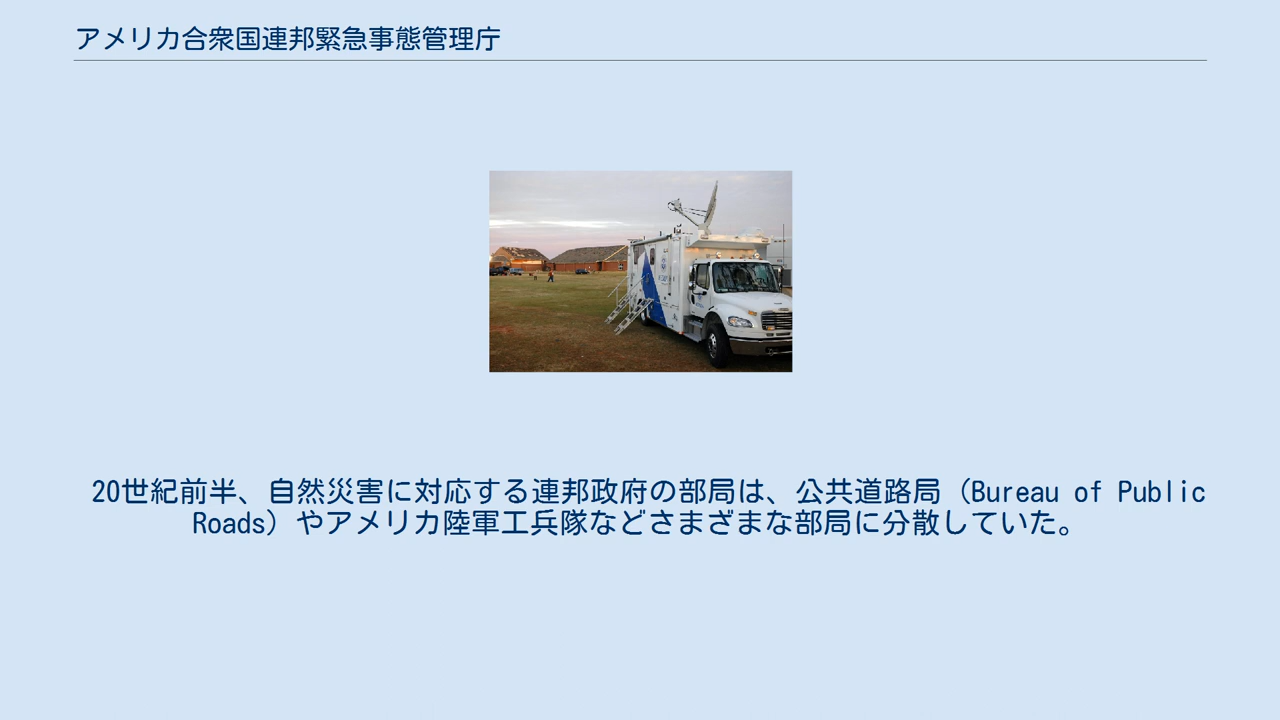 アメリカ合衆国連邦緊急事態管理庁
20世紀前半、自然災害に対応する連邦政府の部局は、公共道路局（Bureau of Public
Roads）やアメリカ陸軍工兵隊などさまざまな部局に分散していた。